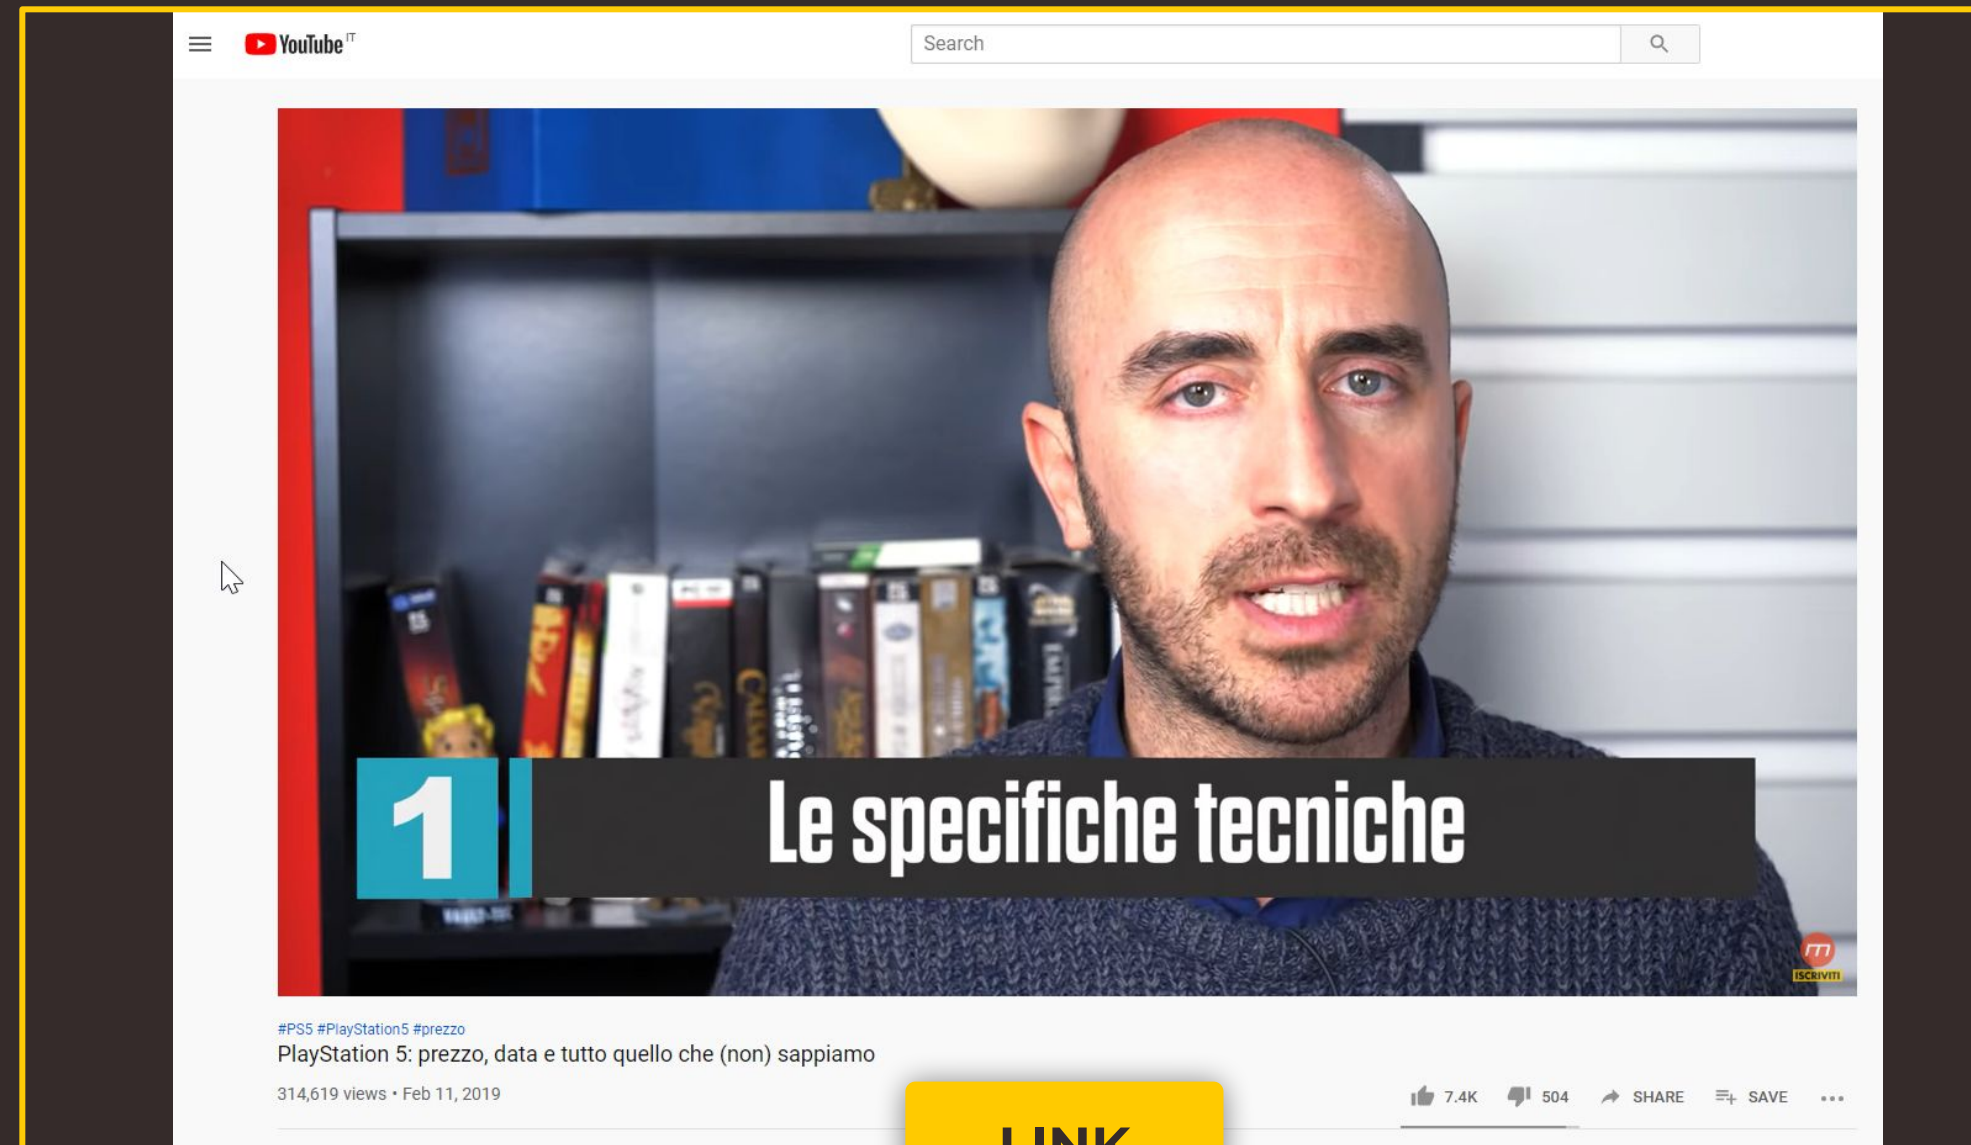 YouTube IT
Search
1 Le specifiche tecniche
ISCRIVITI
#PS5 #PlayStation5 #prezzo
PlayStation 5: prezzo, data e tutto quello che (non) sappiamo
314,619 views • Feb 11, 2019
7.4K 504 SHARE SAVE
LINK